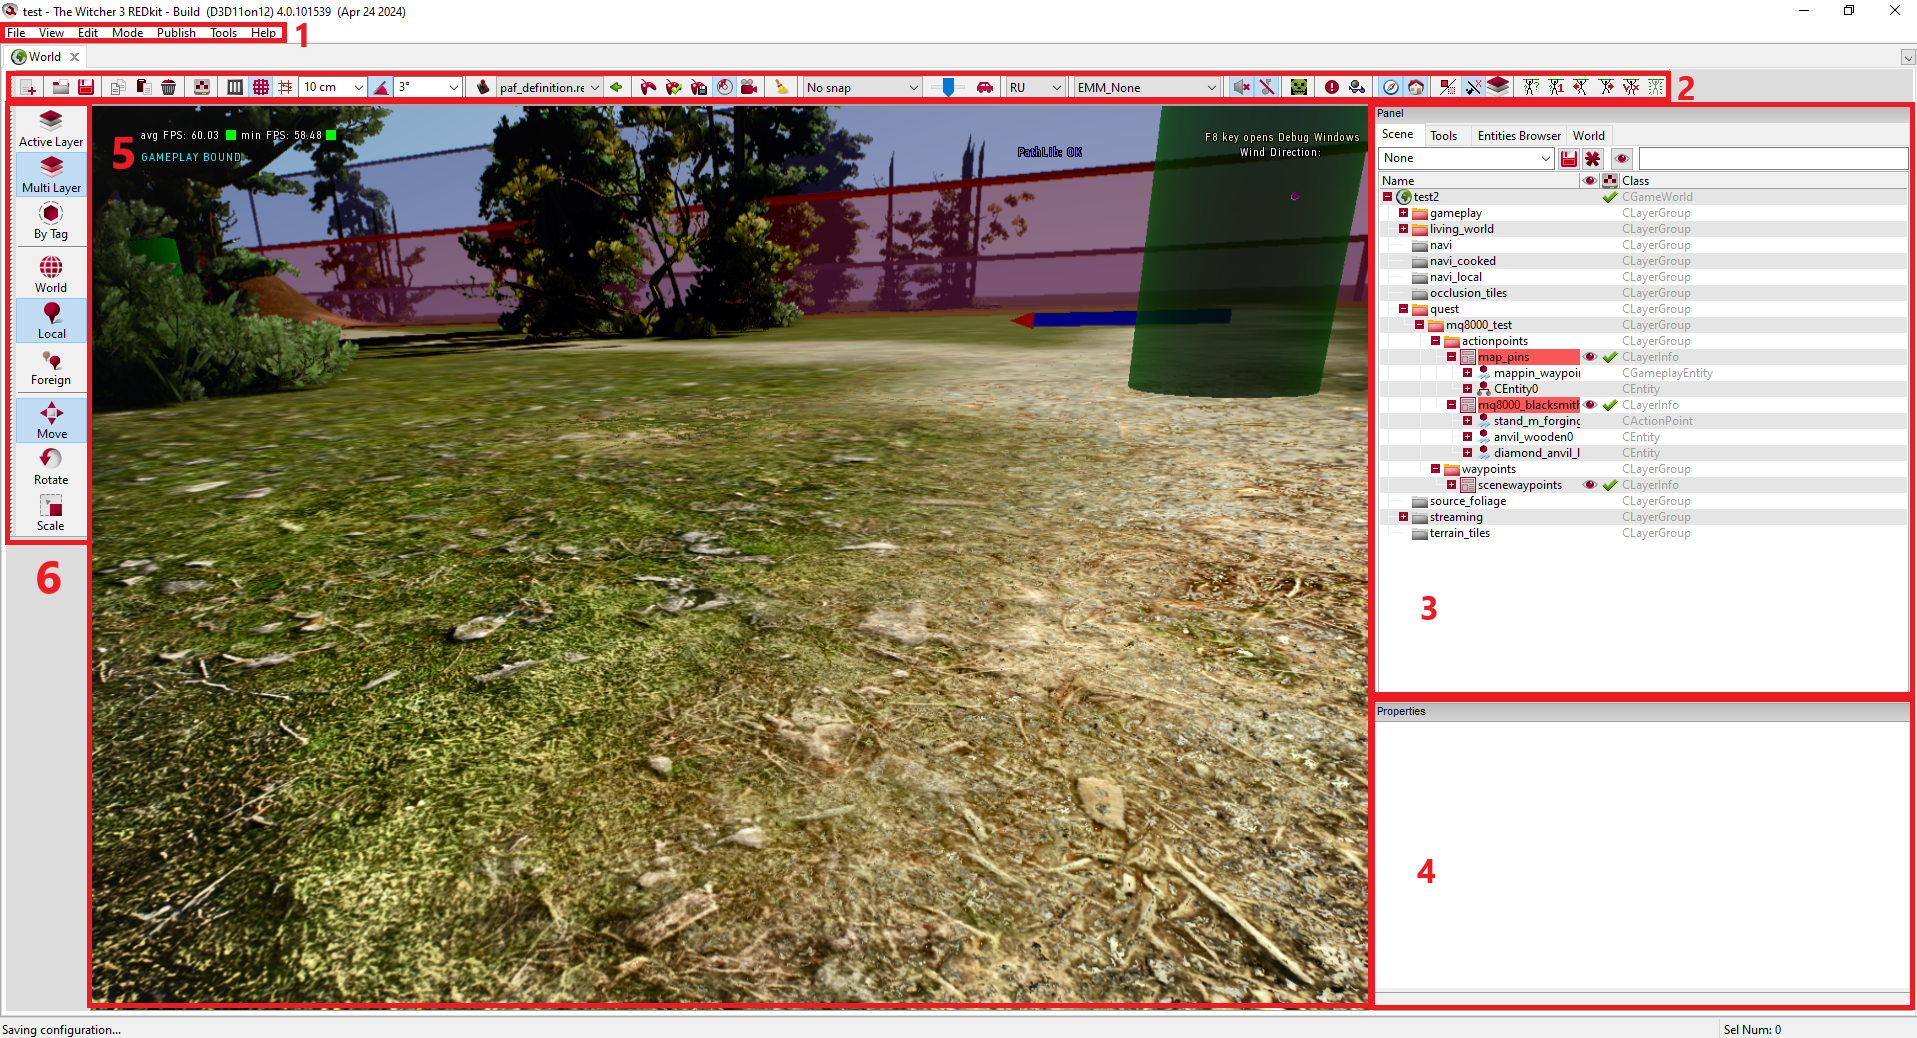 test - The Witcher 3 REDkit - Build (D3D11on12) 4.0.101539 (Apr 24 2024)
File View Edit Mode Publish Tools Help
1
World
10 cm
3°
paf_definition.re
No snap
RU
EMM_None
2
Active Layer
Multi Layer
By Tag
World
Local
Foreign
Move
Rotate
Scale
6
5
avg FPS: 60.03 min FPS: 58:48
GAMEPLAY BOUND
PathLib: OK
F8 key opens Debug Windows
Wind Direction:
Panel
Scene Tools Entities Browser World
None
Name Class
test2 CGameWorld
gameplay CLayerGroup
living_world CLayerGroup
navi CLayerGroup
navi_cooked CLayerGroup
navi_local CLayerGroup
occlusion_tiles CLayerGroup
quest CLayerGroup
mq8000_test CLayerGroup
actionpoints CLayerGroup
map_pins CLayerInfo
mappin_waypoi CGameplayEntity
CEntity0 CEntity
mq8000_blacksmith CLayerInfo
stand_m_forging CActionPoint
anvil_wooden0 CEntity
diamond_anvil_l CEntity
waypoints CLayerGroup
scenewaypoints CLayerInfo
source_foliage CLayerGroup
streaming CLayerGroup
terrain_tiles CLayerGroup
3
Properties
4
Saving configuration...
Sel Num: 0